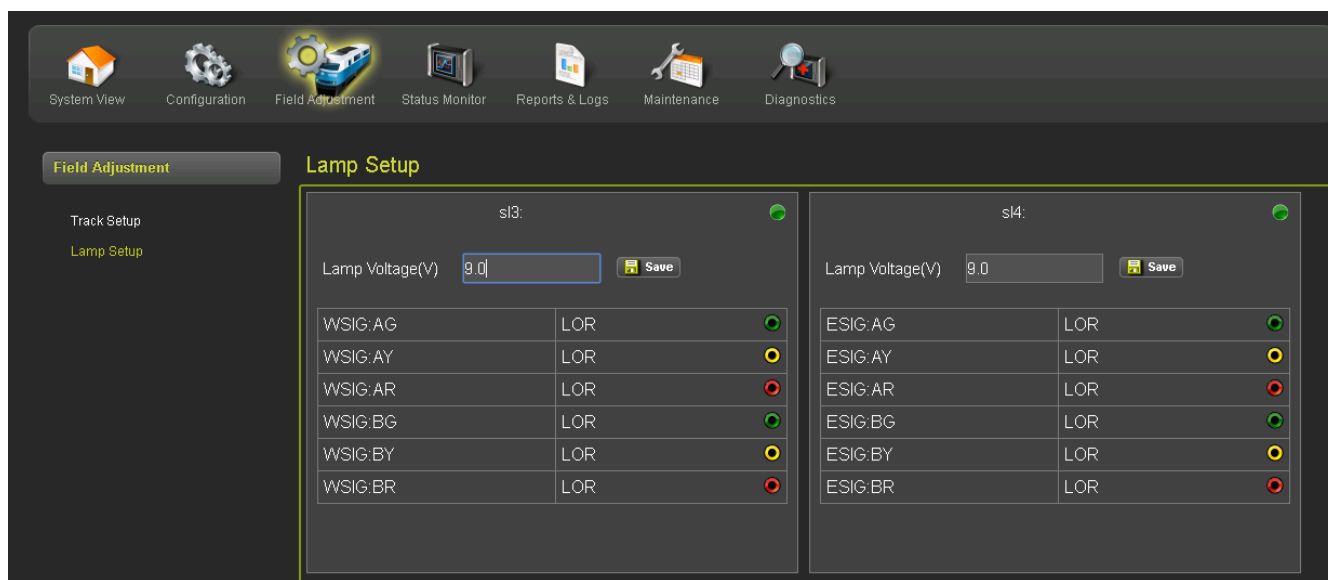 System View Configuration Field Adjustment Status Monitor Reports & Logs Maintenance Diagnostics
Field Adjustment
Track Setup
Lamp Setup
Lamp Setup
sl3:
Lamp Voltage(V) 9.0 Save
WSIG:AG LOR
WSIG:AY LOR
WSIG:AR LOR
WSIG:BG LOR
WSIG:BY LOR
WSIG:BR LOR
sl4:
Lamp Voltage(V) 9.0 Save
ESIG:AG LOR
ESIG:AY LOR
ESIG:AR LOR
ESIG:BG LOR
ESIG:BY LOR
ESIG:BR LOR